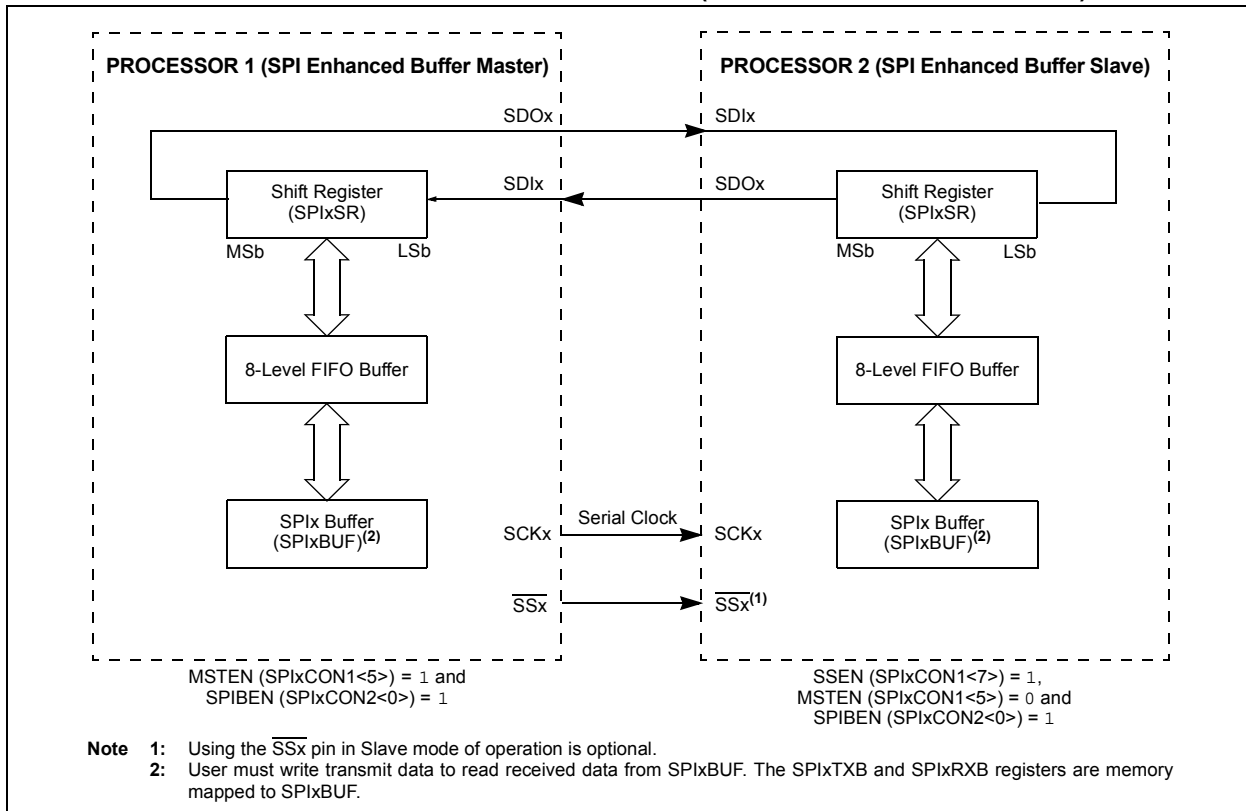 PROCESSOR 1 (SPI Enhanced Buffer Master)
SDOx
SDIx
Shift Register
(SPIxSR)
MSb
LSb
8-Level FIFO Buffer
SPIx Buffer
(SPIxBUF)(2)
SCKx
SSx
Serial Clock
PROCESSOR 2 (SPI Enhanced Buffer Slave)
SDIx
SDOx
Shift Register
(SPIxSR)
MSb
LSb
8-Level FIFO Buffer
SPIx Buffer
(SPIxBUF)(2)
SCKx
SSx(1)
MSTEN (SPIxCON1<5>) = 1 and
SPIBEN (SPIxCON2<0>) = 1
SSEN (SPIxCON1<7>) = 1,
MSTEN (SPIxCON1<5>) = 0 and
SPIBEN (SPIxCON2<0>) = 1
Note 1: Using the SSx pin in Slave mode of operation is optional.
2: User must write transmit data to read received data from SPIxBUF. The SPIxTXB and SPIxRXB registers are memory
mapped to SPIxBUF.